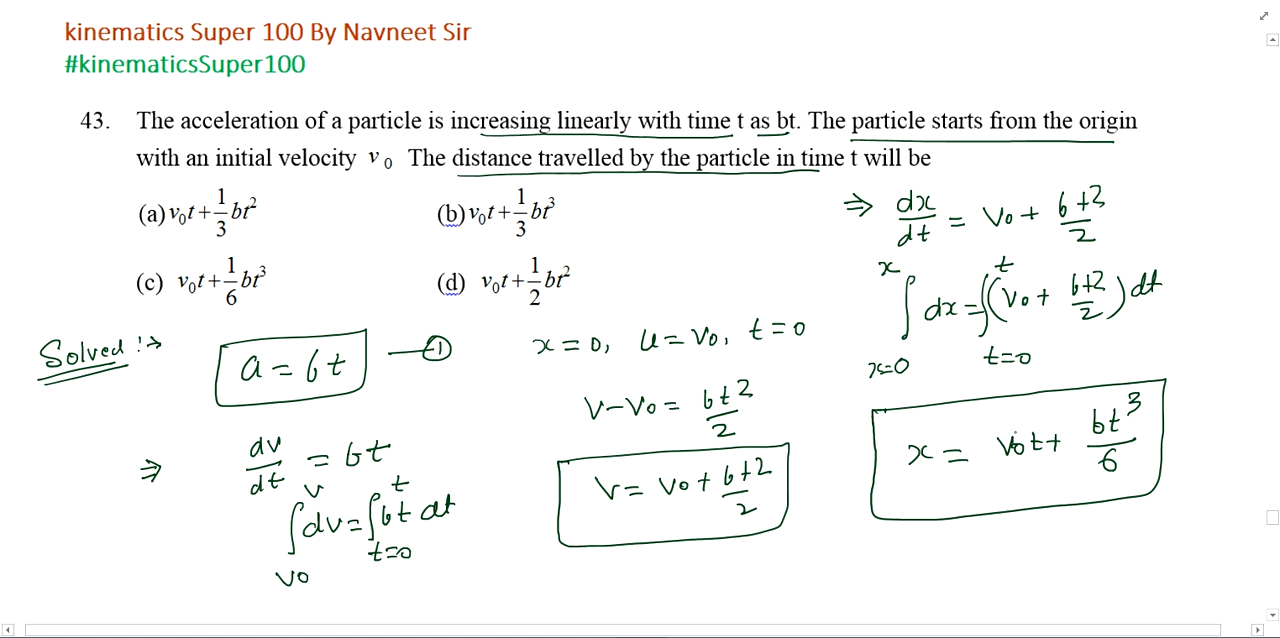 kinematics Super 100 By Navneet Sir
#kinematicsSuper100
43. The acceleration of a particle is increasing linearly with time t as bt. The particle starts from the origin
with an initial velocity v₀ The distance travelled by the particle in time t will be
(a) v₀t + 1/3 bt² (b) v₀t + 1/3 bt³
(c) v₀t + 1/6 bt³ (d) v₀t + 1/2 bt²
Solved :→
a = bt —①
⇒ dv/dt = bt
∫_{v₀}^{v} dv = ∫_{t=0}^{t} bt dt
x = 0, u = v₀, t = 0
v – v₀ = bt²/2
v = v₀ + bt²/2
⇒ dx/dt = v₀ + bt²/2
∫_{x=0}^{x} dx = ∫_{t=0}^{t} (v₀ + bt²/2) dt
x = v₀t + bt³/6